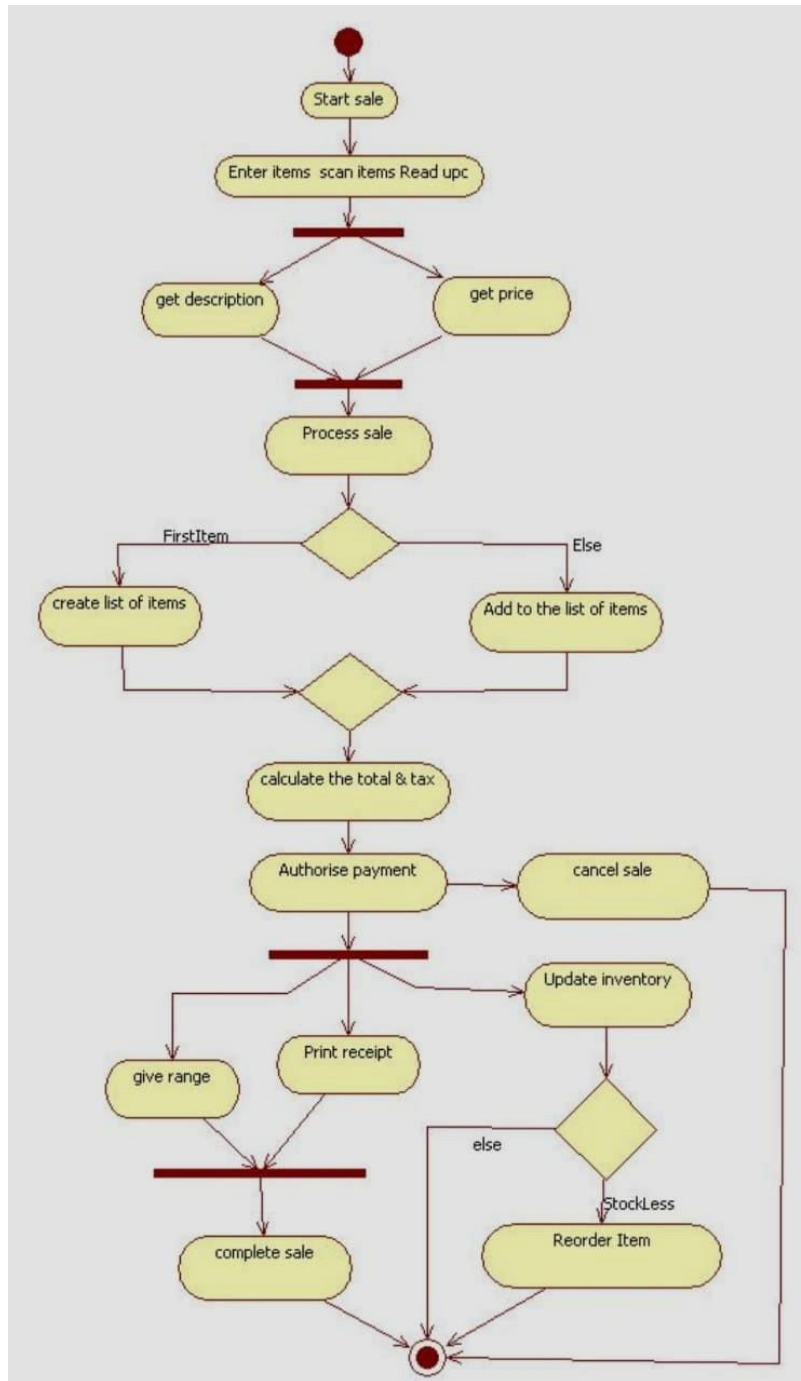 Start sale
Enter items scan items Read upc
get description
get price
Process sale
FirstItem
Else
create list of items
Add to the list of items
calculate the total & tax
Authorise payment
cancel sale
Update inventory
Print receipt
give range
else
StockLess
Reorder Item
complete sale